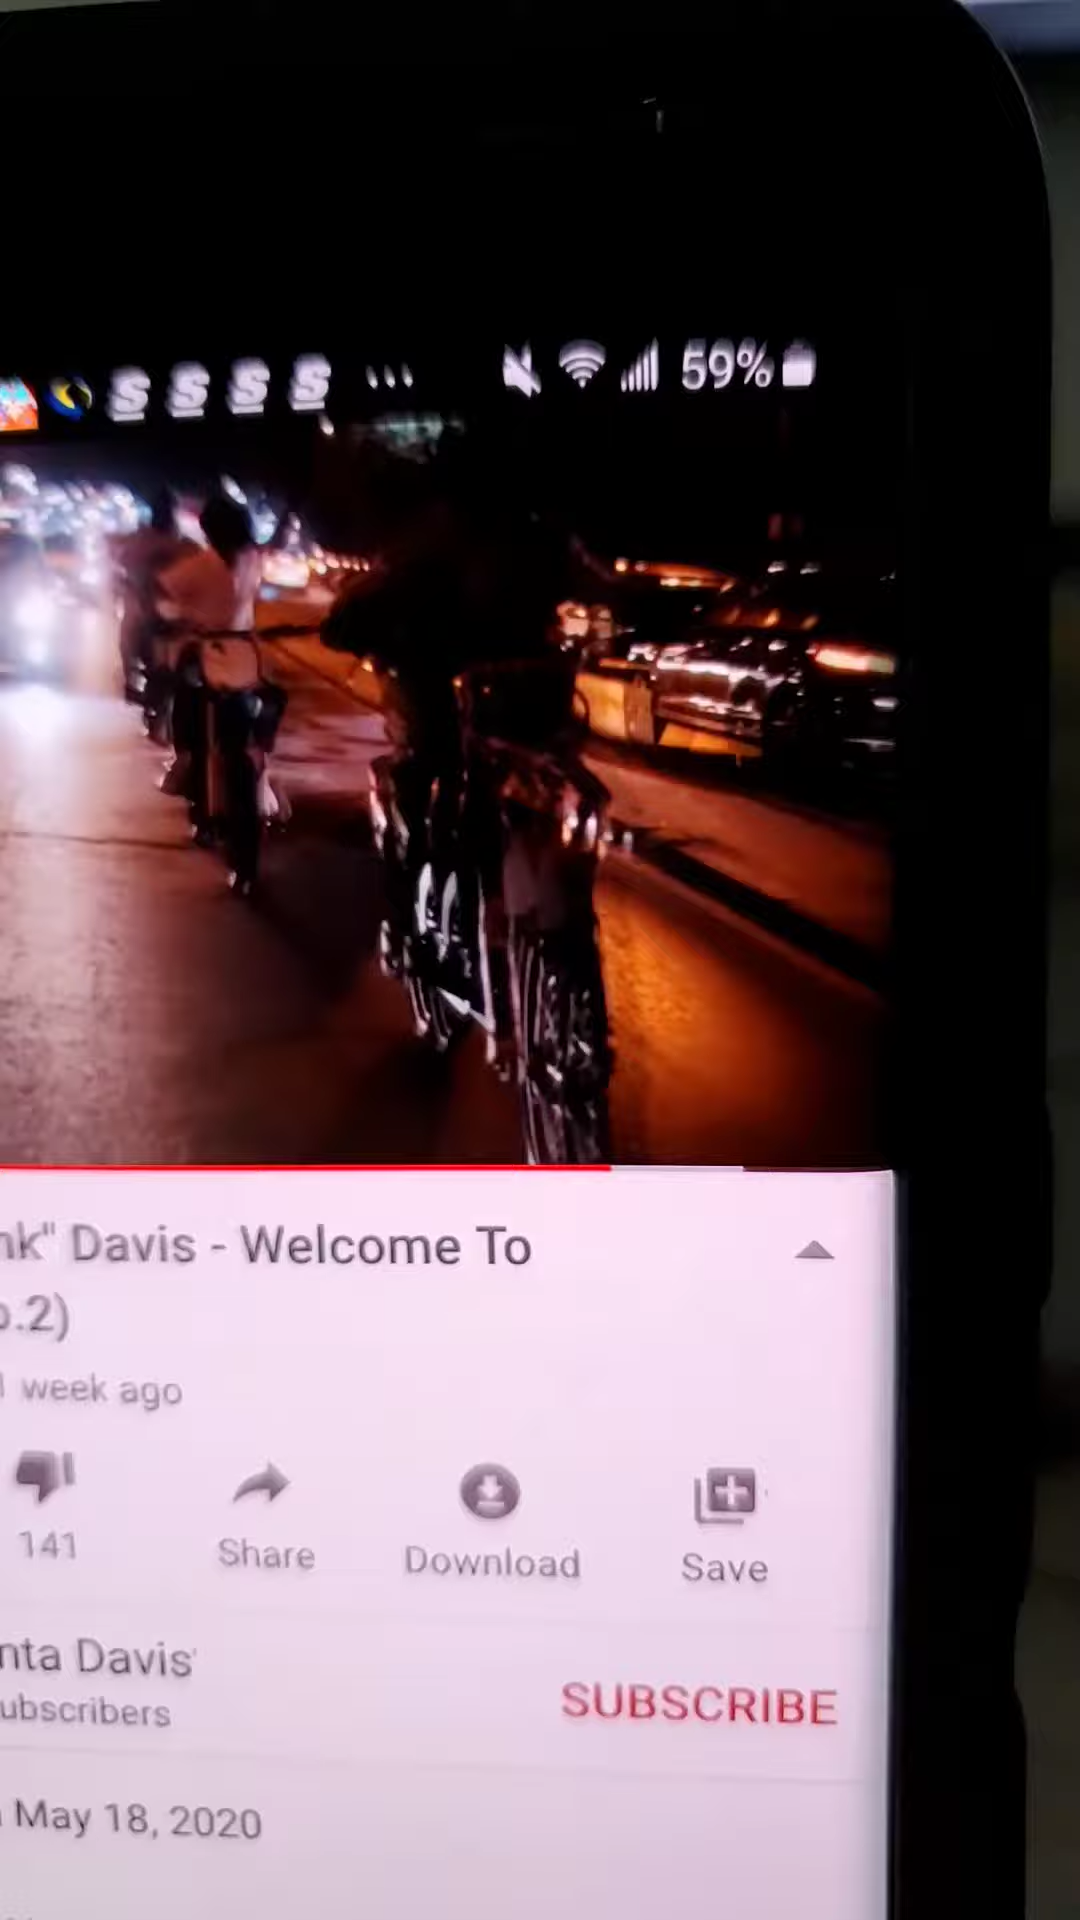 S S S S ... 59%
nk" Davis - Welcome To
p.2)
1 week ago
141
Share
Download
Save
nta Davis'
ubscribers
SUBSCRIBE
May 18, 2020